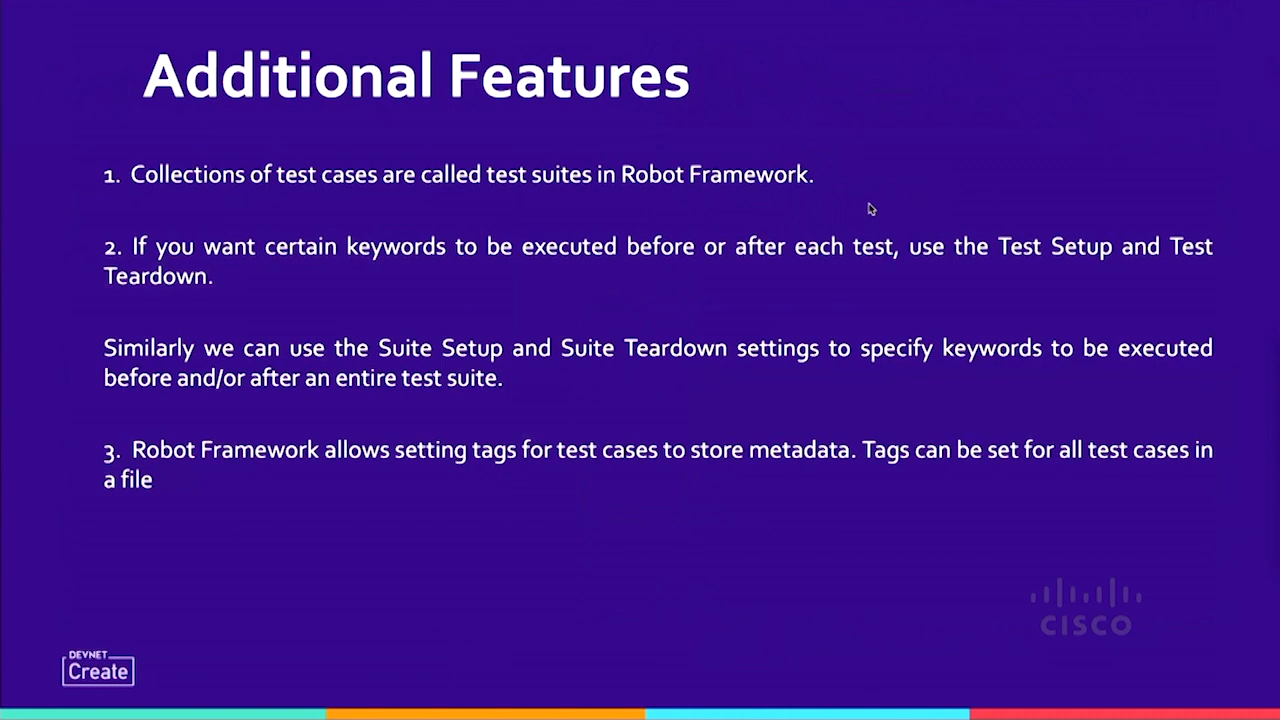 Additional Features
1. Collections of test cases are called test suites in Robot Framework.
2. If you want certain keywords to be executed before or after each test, use the Test Setup and Test
Teardown.
Similarly we can use the Suite Setup and Suite Teardown settings to specify keywords to be executed
before and/or after an entire test suite.
3. Robot Framework allows setting tags for test cases to store metadata. Tags can be set for all test cases in
a file
CISCO
DEVNET
Create